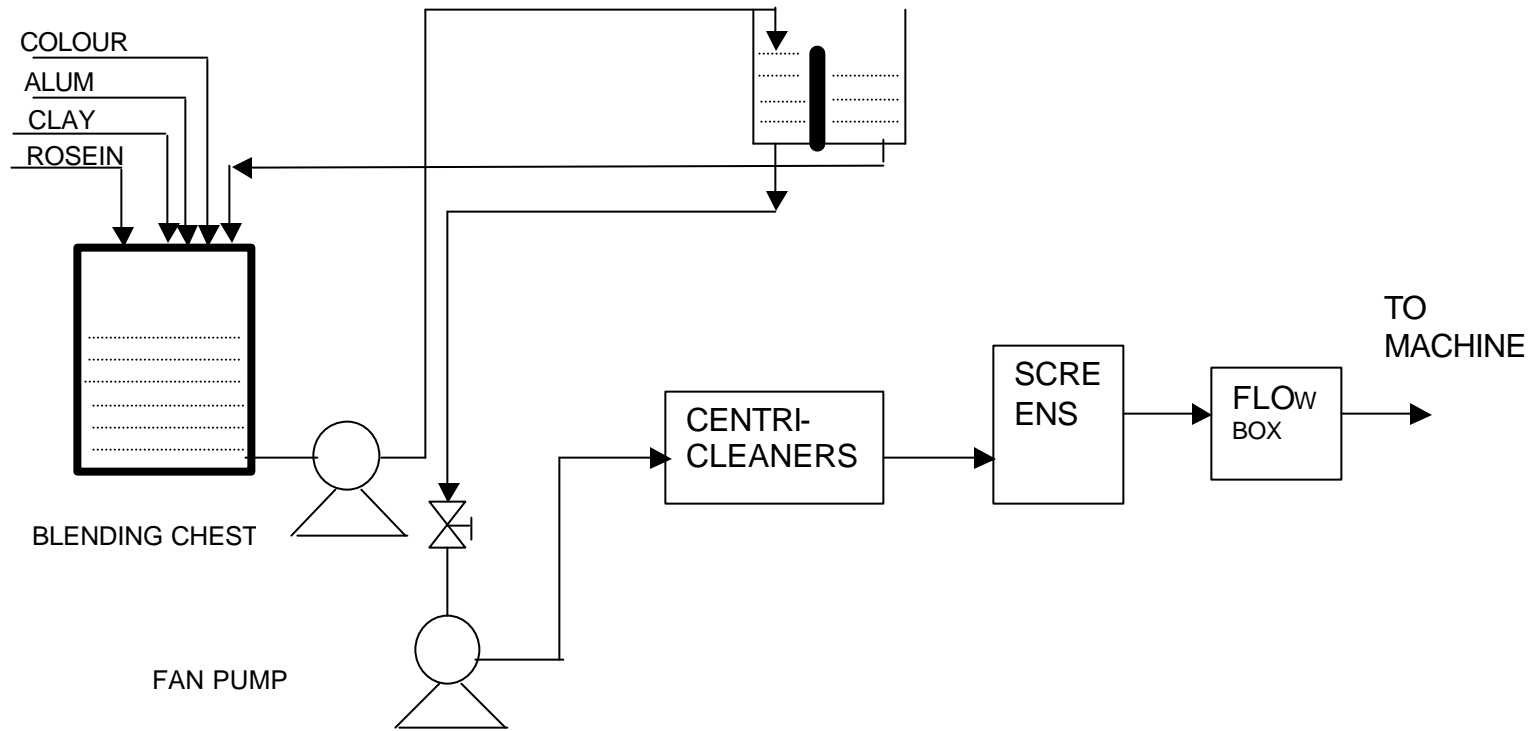 COLOUR
ALUM
CLAY
ROSEIN
TO
MACHINE
SCRE
ENS
FLOW
BOX
CENTRI-
CLEANERS
BLENDING CHEST
FAN PUMP